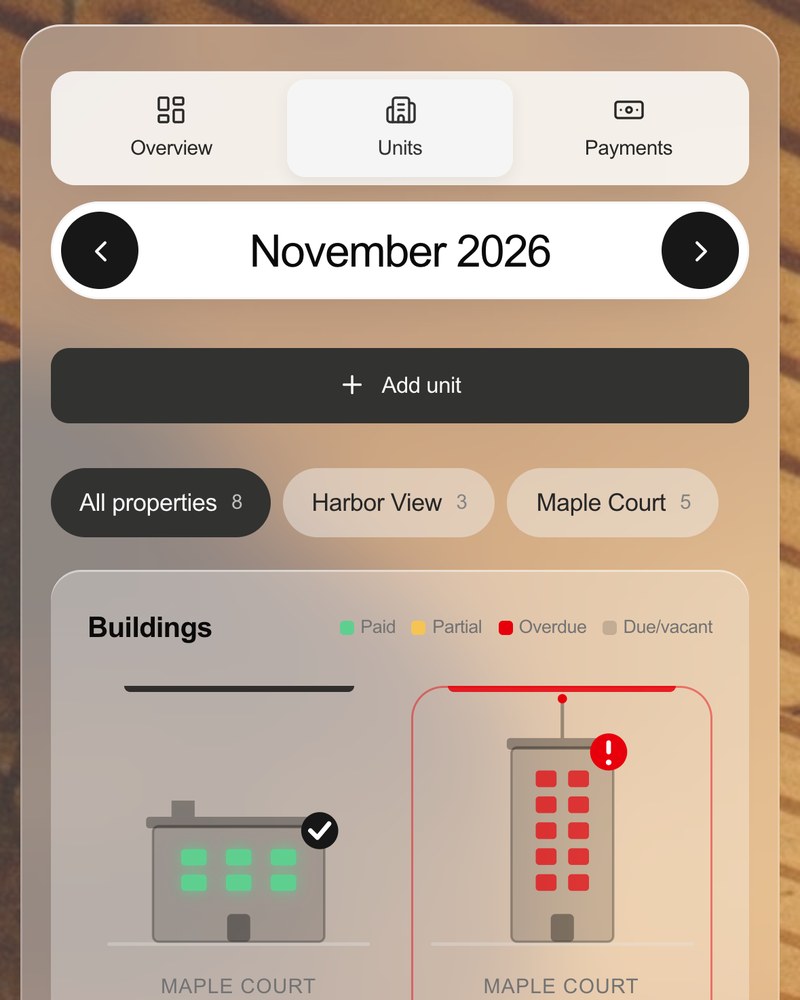 Overview
Units
Payments
November 2026
Add unit
All properties 8
Harbor View 3
Maple Court 5
Buildings
Paid
Partial
Overdue
Due/vacant
MAPLE COURT
MAPLE COURT